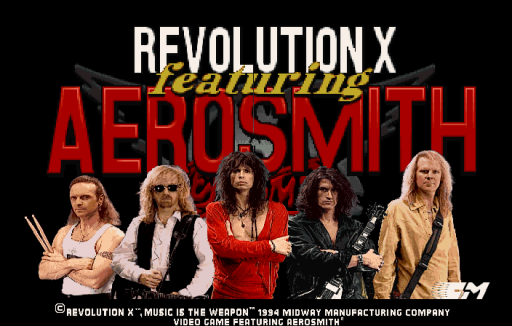 REVOLUTION X
featuring
AEROSMITH
© REVOLUTION X™, MUSIC IS THE WEAPON™ 1994 MIDWAY MANUFACTURING COMPANY
VIDEO GAME FEATURING AEROSMITH®